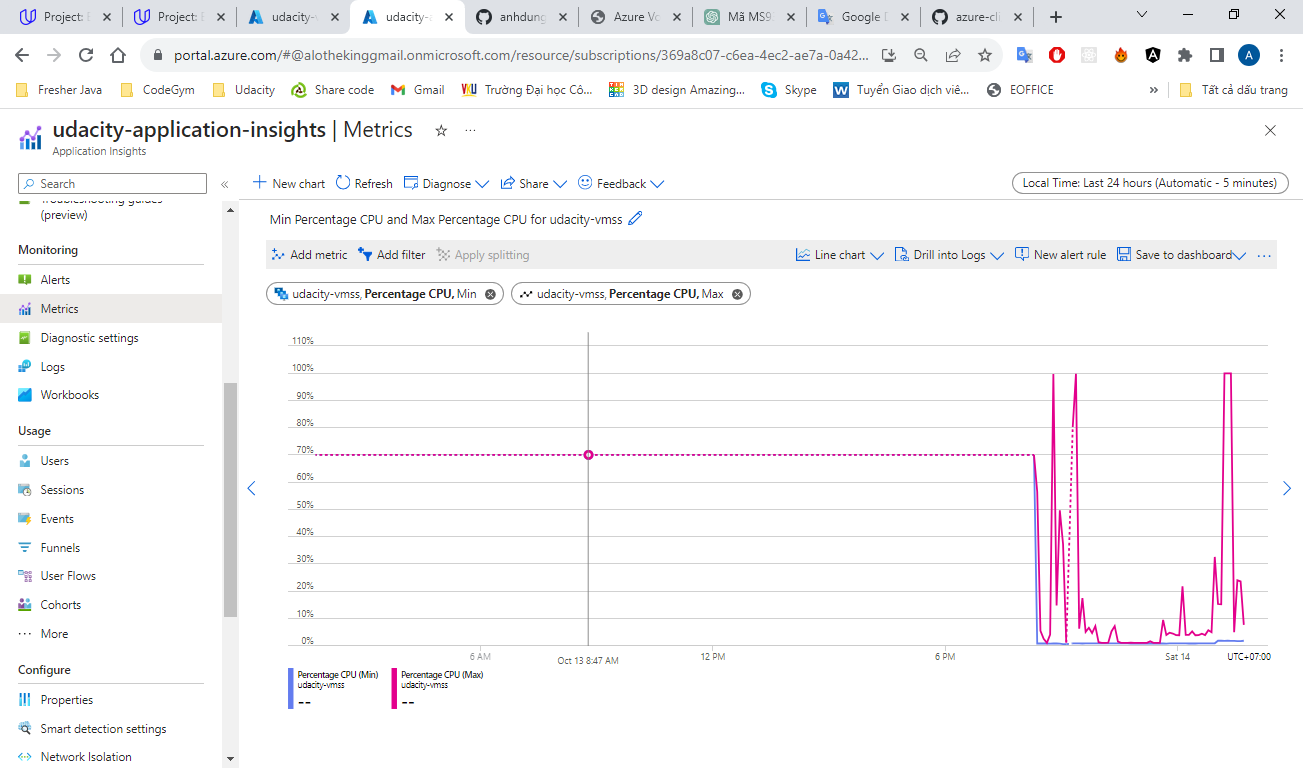 Project: E
Project: E
udacity-v
udacity-a
anhdung
Azure Vo
Mã MS9
Google D
azure-cli
portal.azure.com/#@alothekinggmail.onmicrosoft.com/resource/subscriptions/369a8c07-c6ea-4ec2-ae7a-0a42...
A
Fresher Java
CodeGym
Udacity
Share code
Gmail
Trường Đại học Cô...
3D design Amazing...
Skype
Tuyển Giao dịch viê...
EOFFICE
»
Tất cả dấu trang
udacity-application-insights | Metrics
Application Insights
Search
«
New chart
Refresh
Diagnose
Share
Feedback
Local Time: Last 24 hours (Automatic - 5 minutes)
Troubleshooting guides
(preview)
Monitoring
Alerts
Metrics
Diagnostic settings
Logs
Workbooks
Usage
Users
Sessions
Events
Funnels
User Flows
Cohorts
More
Configure
Properties
Smart detection settings
Network Isolation
Min Percentage CPU and Max Percentage CPU for udacity-vmss
Add metric
Add filter
Apply splitting
Line chart
Drill into Logs
New alert rule
Save to dashboard
udacity-vmss, Percentage CPU, Min
udacity-vmss, Percentage CPU, Max
110%
100%
90%
80%
70%
60%
50%
40%
30%
20%
10%
0%
6 AM
Oct 13 8:47 AM
12 PM
6 PM
Sat 14
UTC+07:00
Percentage CPU (Min)
udacity-vmss
--
Percentage CPU (Max)
udacity-vmss
--